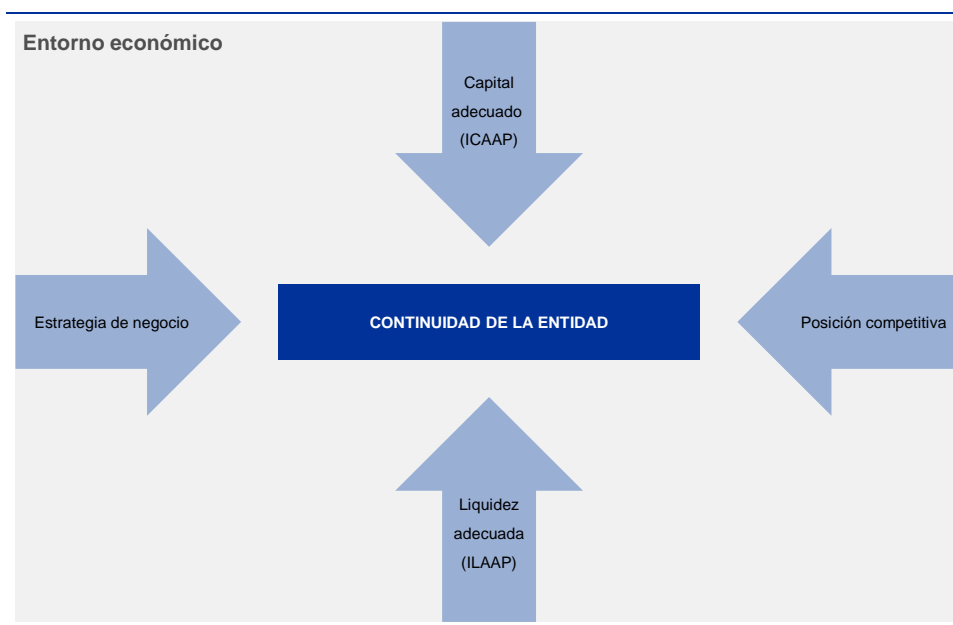 Entorno económico
Capital
adecuado
(ICAAP)
Estrategia de negocio
CONTINUIDAD DE LA ENTIDAD
Posición competitiva
Liquidez
adecuada
(ILAAP)